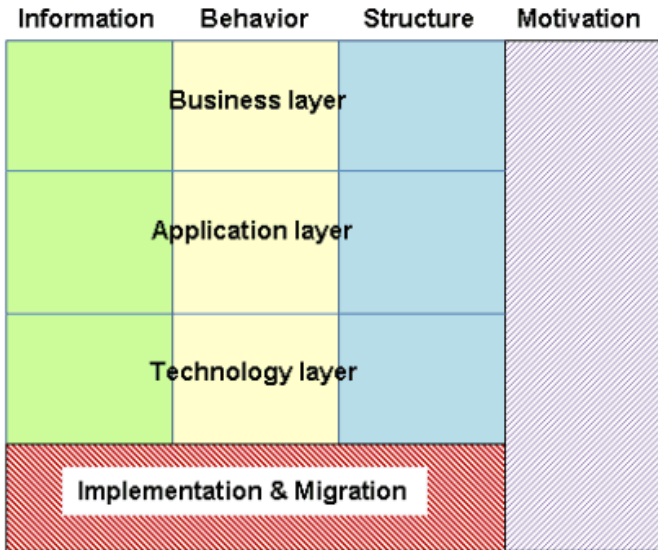 Information Behavior Structure Motivation
Business layer
Application layer
Technology layer
Implementation & Migration